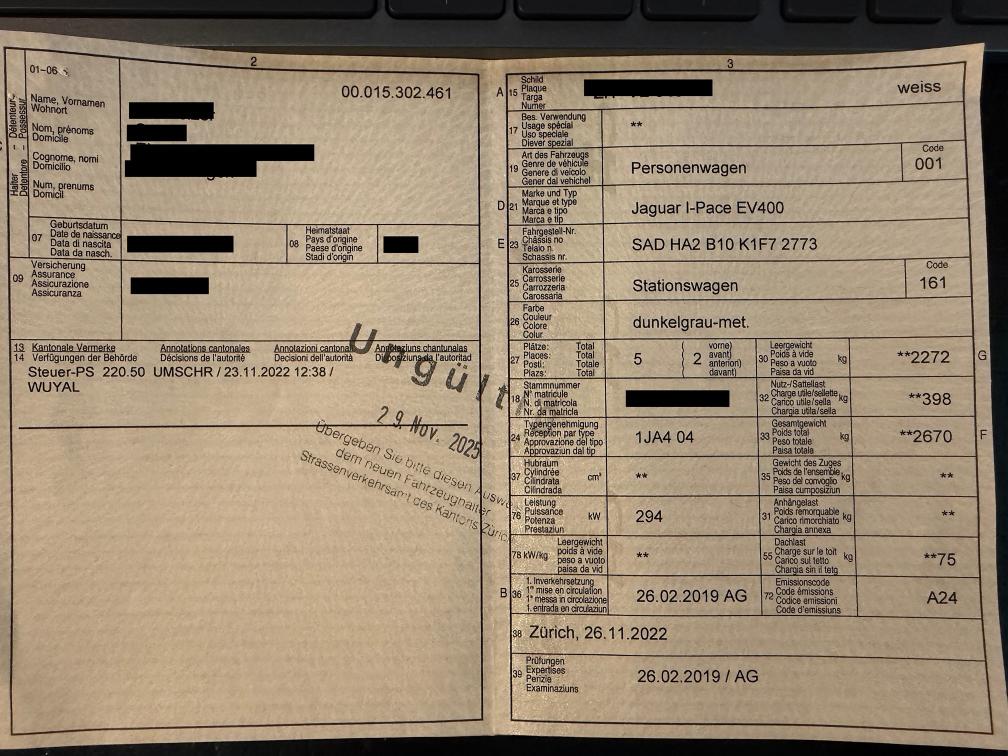 2
01-06
00.015.302.461
Halter – Détenteur –
Detentore – Possessur
Name, Vornamen
Wohnort
Nom, prénoms
Domicile
Cognome, nomi
Domicilio
Num, prenums
Domicil
07
Geburtsdatum
Date de naissance
Data di nascita
Data da nasch.
08
Heimatstaat
Pays d'origine
Paese d'origine
Stadi d'origin
09
Versicherung
Assurance
Assicurazione
Assicuranza
13 Kantonale Vermerke Annotations cantonales Annotazioni cantonali Annotaziuns chantunalas
14 Verfügungen der Behörde Décisions de l'autorité Decisioni dell'autorità Disposiziuns da l'autoritad
Steuer-PS 220.50 UMSCHR / 23.11.2022 12:38 /
WUYAL
29. Nov. 2025
Übergeben Sie bitte diesen
dem neuen Fahrzeughalter
Strassenverkehrsamt des Kantons Zürich
3
A 15
Schild
Plaque
Targa
Numer
weiss
17
Bes. Verwendung
Usage spécial
Uso speciale
Diever spezial
**
19
Art des Fahrzeugs
Genre de véhicule
Genere di veicolo
Gener dal vehichel
Personenwagen
Code
001
D 21
Marke und Typ
Marque et type
Marca e tipo
Marca e tip
Jaguar I-Pace EV400
E 23
Fahrgestell-Nr.
Châssis no
Telaio n.
Schassis nr.
SAD HA2 B10 K1F7 2773
25
Karosserie
Carrosserie
Carrozzeria
Carossaria
Stationswagen
Code
161
26
Farbe
Couleur
Colore
Colur
dunkelgrau-met.
27
Plätze: Total
Places: Total
Posti: Totale
Plazs: Total
5 ( 2
vorne)
avant)
anteriori)
davant)
30
Leergewicht
Poids à vide
Peso a vuoto
Paisa da vid
kg
**2272
G
18
Stammnummer
N° matricule
N. di matricola
Nr. da matricla
32
Nutz-/Sattellast
Charge utile/sellette
Carico utile/sella
Chargia utila/sella
kg
**398
24
Typengenehmigung
Réception par type
Approvazione del tipo
Approvaziun dal tip
1JA4 04
33
Gesamtgewicht
Poids total
Peso totale
Paisa totala
kg
**2670
F
37
Hubraum
Cylindrée
Cilindrata
Cilindrada
cm³
**
35
Gewicht des Zuges
Poids de l'ensemble
Peso del convoglio
Paisa cumposiziun
kg
**
76
Leistung
Puissance
Potenza
Prestaziun
kW
294
31
Anhängelast
Poids remorquable
Carico rimorchiato
Chargia annexa
kg
**
78 kW/kg
Leergewicht
poids à vide
peso a vuoto
paisa da vid
**
55
Dachlast
Charge sur le toit
Carico sul tetto
Chargia sin il tetg
kg
**75
B 36
1. Inverkehrsetzung
1re mise en circulation
1a messa in circolazione
1. entrada en circulaziun
26.02.2019 AG
72
Emissionscode
Code émissions
Codice emissioni
Code d'emissiuns
A24
38 Zürich, 26.11.2022
39
Prüfungen
Expertises
Perizie
Examinaziuns
26.02.2019 / AG